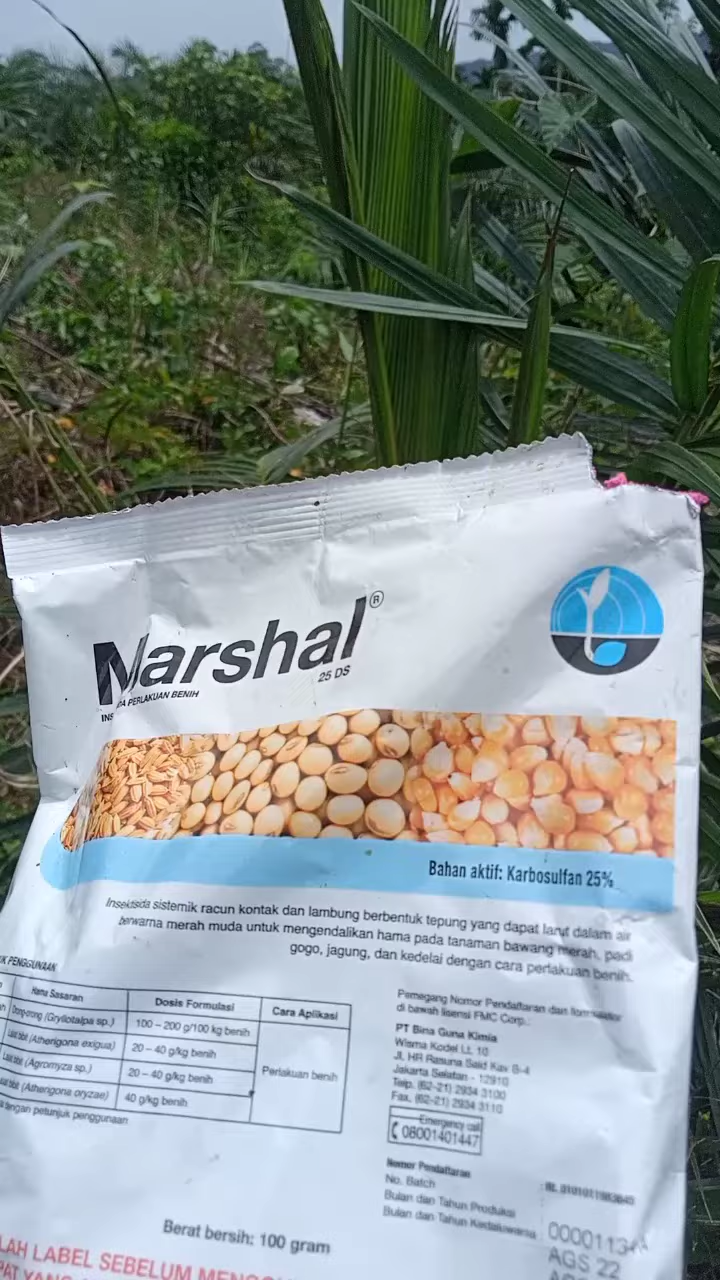 Marshal®
25 DS
PERLAKUAN BENIH
Bahan aktif: Karbosulfan 25%
Insektisida sistemik racun kontak dan lambung berbentuk tepung yang dapat larut dalam air
berwarna merah muda untuk mengendalikan hama pada tanaman bawang merah, padi
gogo, jagung, dan kedelai dengan cara perlakuan benih.
PENGGUNAAN
Hama Sasaran Dosis Formulasi Cara Aplikasi
(Gryllotalpa sp.) 100 – 200 g/100 kg benih
Lalat bibit (Atherigona exigua) 20 – 40 g/kg benih
Lalat bibit (Agromyza sp.) 20 – 40 g/kg benih
Perlakuan benih
(Atherigona oryzae) 40 g/kg benih
dengan petunjuk penggunaan
Pemegang Nomor Pendaftaran dan formulator
di bawah lisensi FMC Corp.:
PT Bina Guna Kimia
Wisma Kodel Lt. 10
Jl. HR Rasuna Said Kav B-4
Jakarta Selatan - 12910
Telp. (62-21) 2934 3100
Fax. (62-21) 2934 3110
Emergency call
08001401447
Nomor Pendaftaran
No. Batch
Bulan dan Tahun Produksi
Bulan dan Tahun Kedaluwarsa
AGS 22
Berat bersih: 100 gram
LAH LABEL SEBELUM